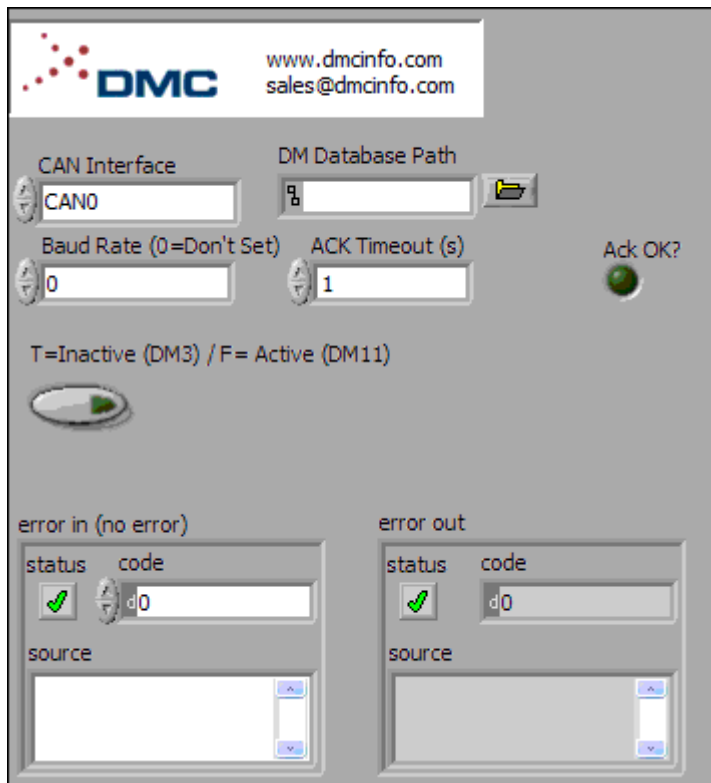 DMC
www.dmcinfo.com
sales@dmcinfo.com
CAN Interface
DM Database Path
CAN0
Baud Rate (0=Don't Set)
ACK Timeout (s)
Ack OK?
0
1
T=Inactive (DM3) / F= Active (DM11)
error in (no error)
error out
status
code
status
code
d0
d0
source
source